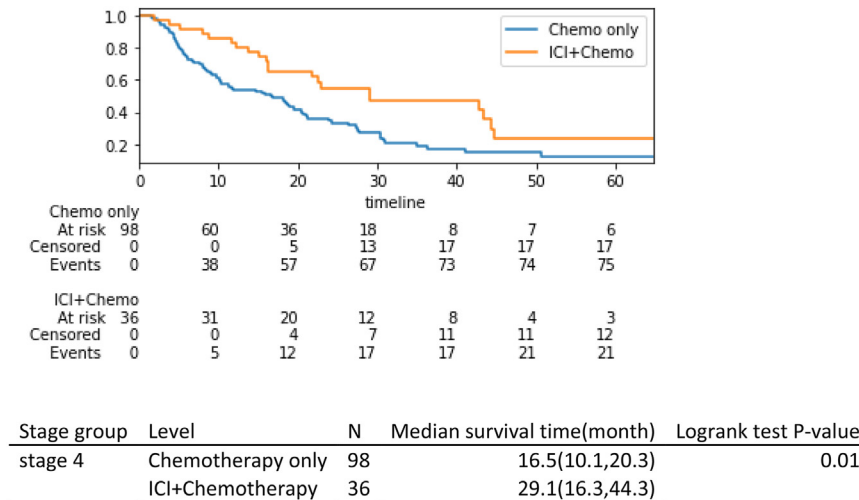 1.0
0.8
0.6
0.4
0.2
Chemo only
ICI+Chemo
0 10 20 30 40 50 60
timeline
Chemo only
At risk 98 60 36 18 8 7 6
Censored 0 0 5 13 17 17 17
Events 0 38 57 67 73 74 75
ICI+Chemo
At risk 36 31 20 12 8 4 3
Censored 0 0 4 7 11 11 12
Events 0 5 12 17 17 21 21
Stage group Level N Median survival time(month) Logrank test P-value
stage 4 Chemotherapy only 98 16.5(10.1,20.3) 0.01
ICI+Chemotherapy 36 29.1(16.3,44.3)